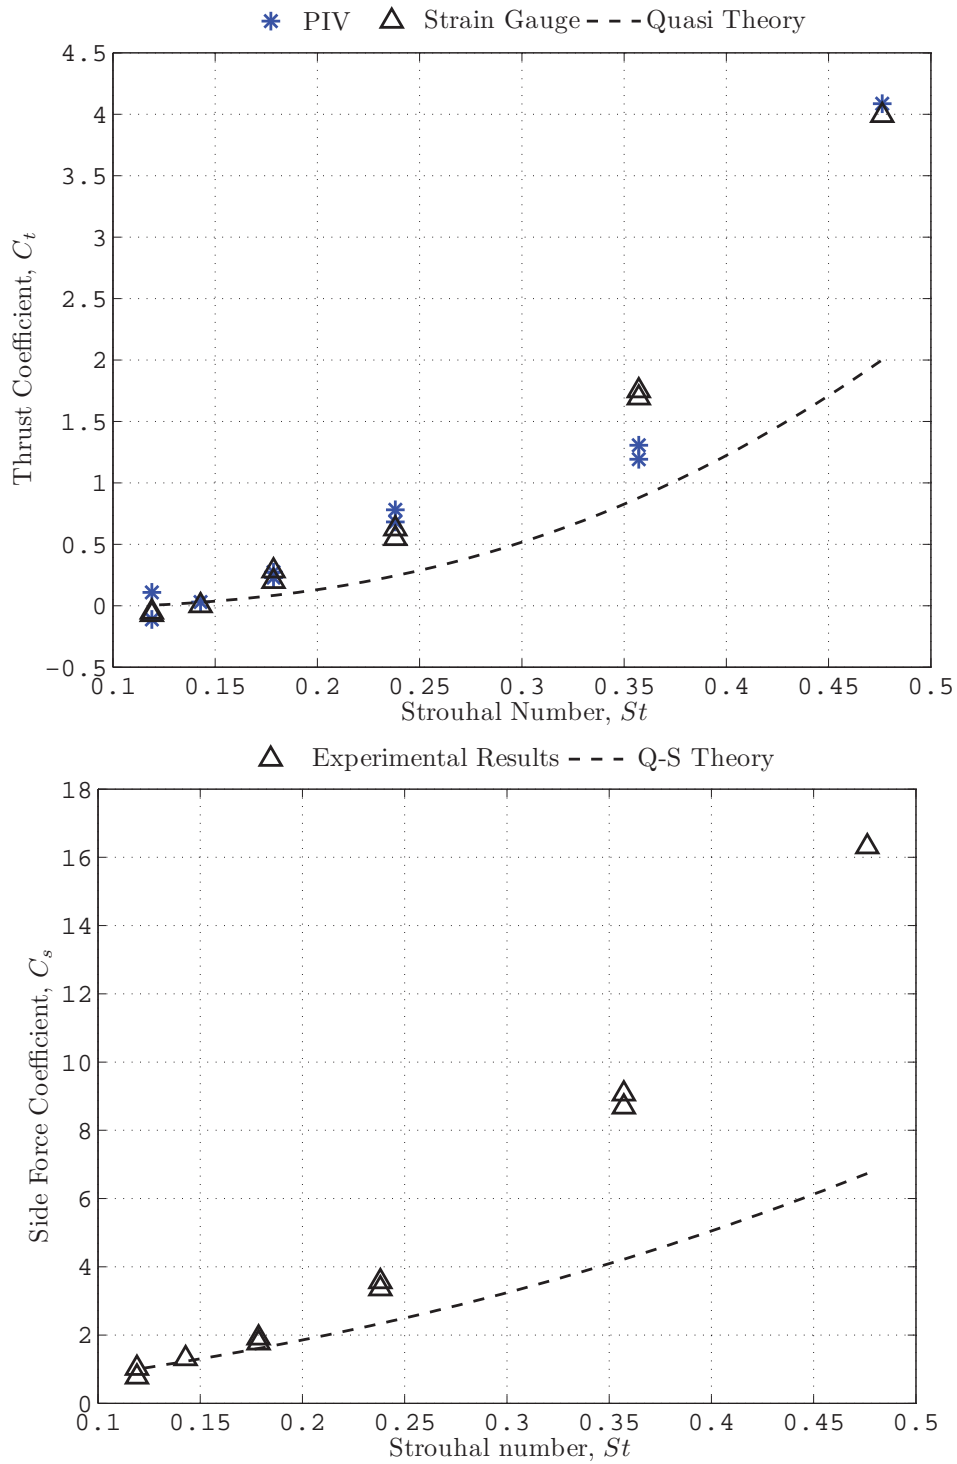 PIV Strain Gauge Quasi Theory
4.5
4
3.5
3
2.5
2
1.5
1
0.5
0
−0.5
Thrust Coefficient, Ct
0.1 0.15 0.2 0.25 0.3 0.35 0.4 0.45 0.5
Strouhal Number, St
Experimental Results Q-S Theory
18
16
14
12
10
8
6
4
2
0
Side Force Coefficient, Cs
0.1 0.15 0.2 0.25 0.3 0.35 0.4 0.45 0.5
Strouhal number, St